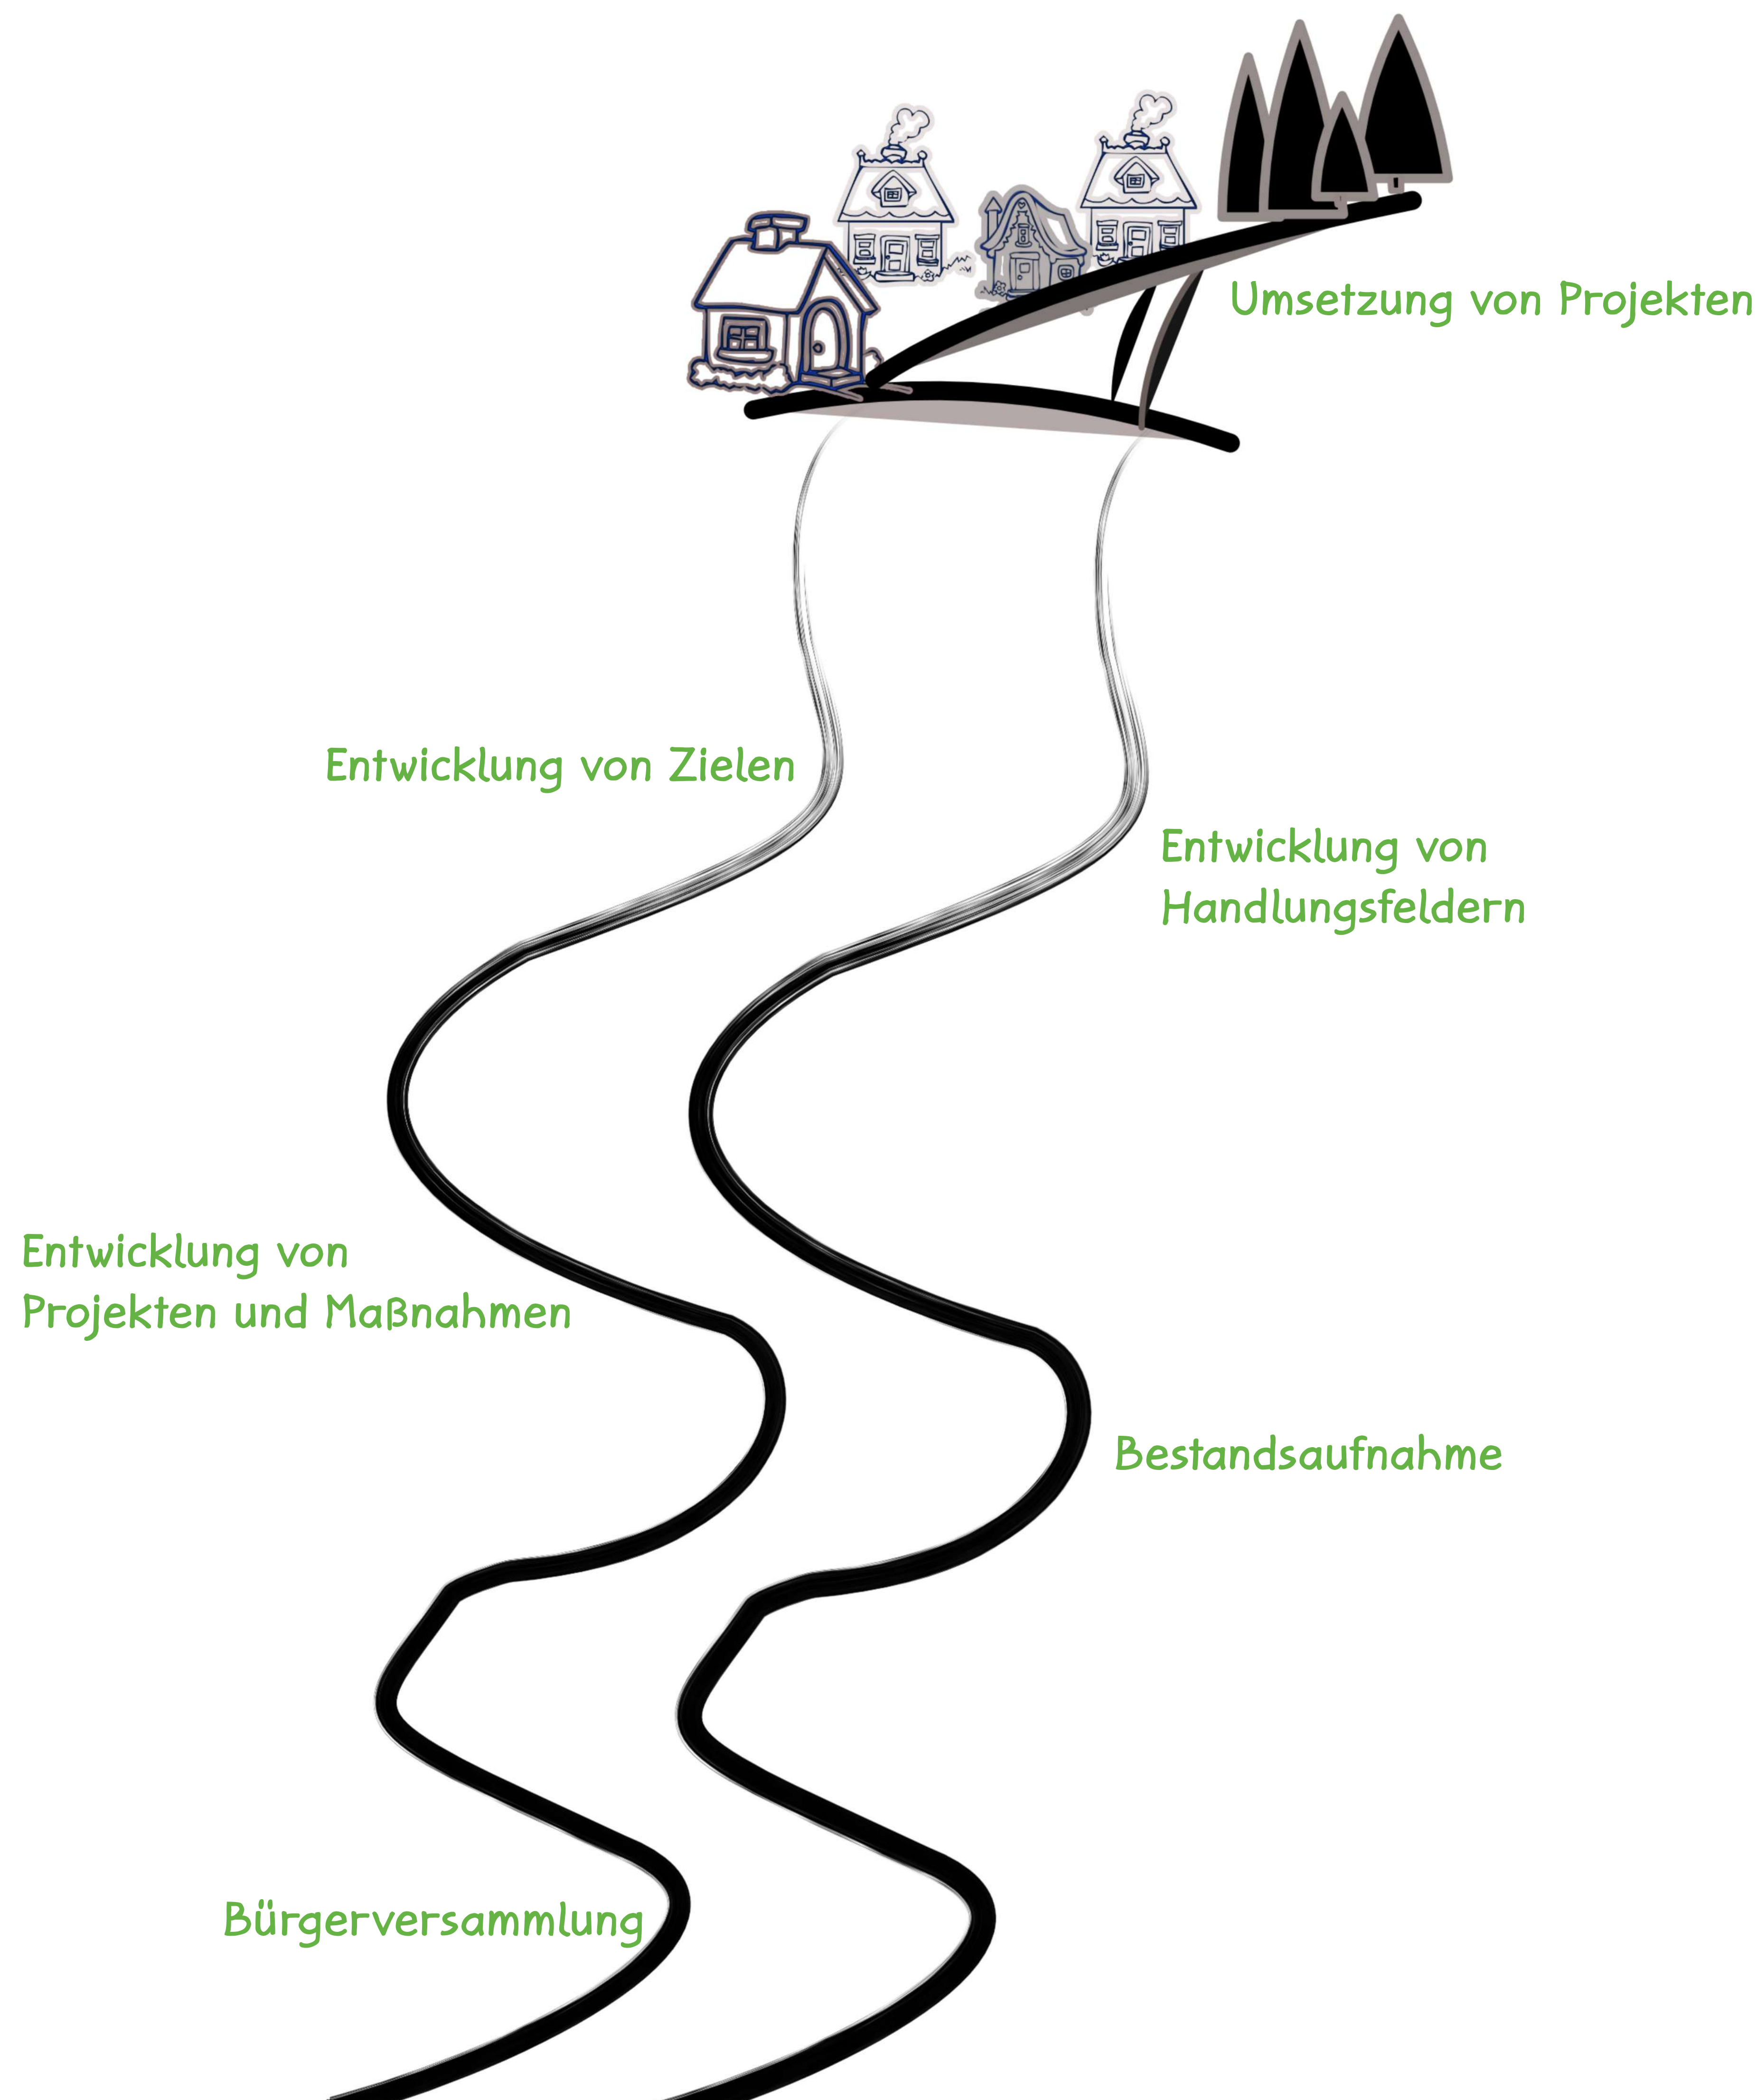 Umsetzung von Projekten
Entwicklung von Zielen
Entwicklung von
Handlungsfeldern
Entwicklung von
Projekten und Maßnahmen
Bestandsaufnahme
Bürgerversammlung